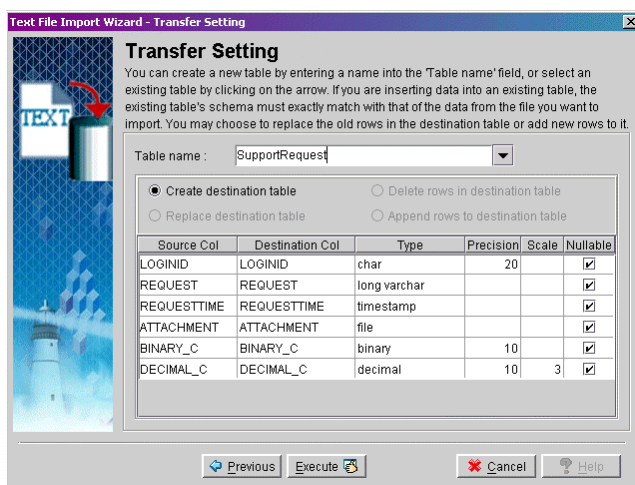 Text File Import Wizard - Transfer Setting
TEXT
Transfer Setting
You can create a new table by entering a name into the 'Table name' field, or select an
existing table by clicking on the arrow. If you are inserting data into an existing table, the
existing table's schema must exactly match with that of the data from the file you want to
import. You may choose to replace the old rows in the destination table or add new rows to it.
Table name : SupportRequest
Create destination table Delete rows in destination table
Replace destination table Append rows to destination table
Source Col Destination Col Type Precision Scale Nullable
LOGINID LOGINID char 20
REQUEST REQUEST long varchar
REQUESTTIME REQUESTTIME timestamp
ATTACHMENT ATTACHMENT file
BINARY_C BINARY_C binary 10
DECIMAL_C DECIMAL_C decimal 10 3
Previous Execute Cancel Help